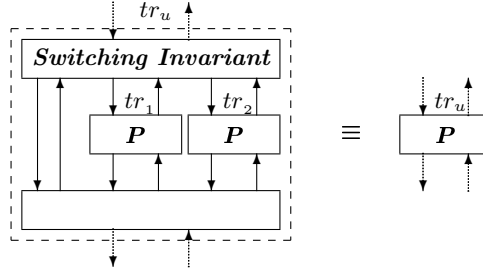 tr_u
Switching Invariant
tr_1 tr_2 tr_u
P P ≡ P